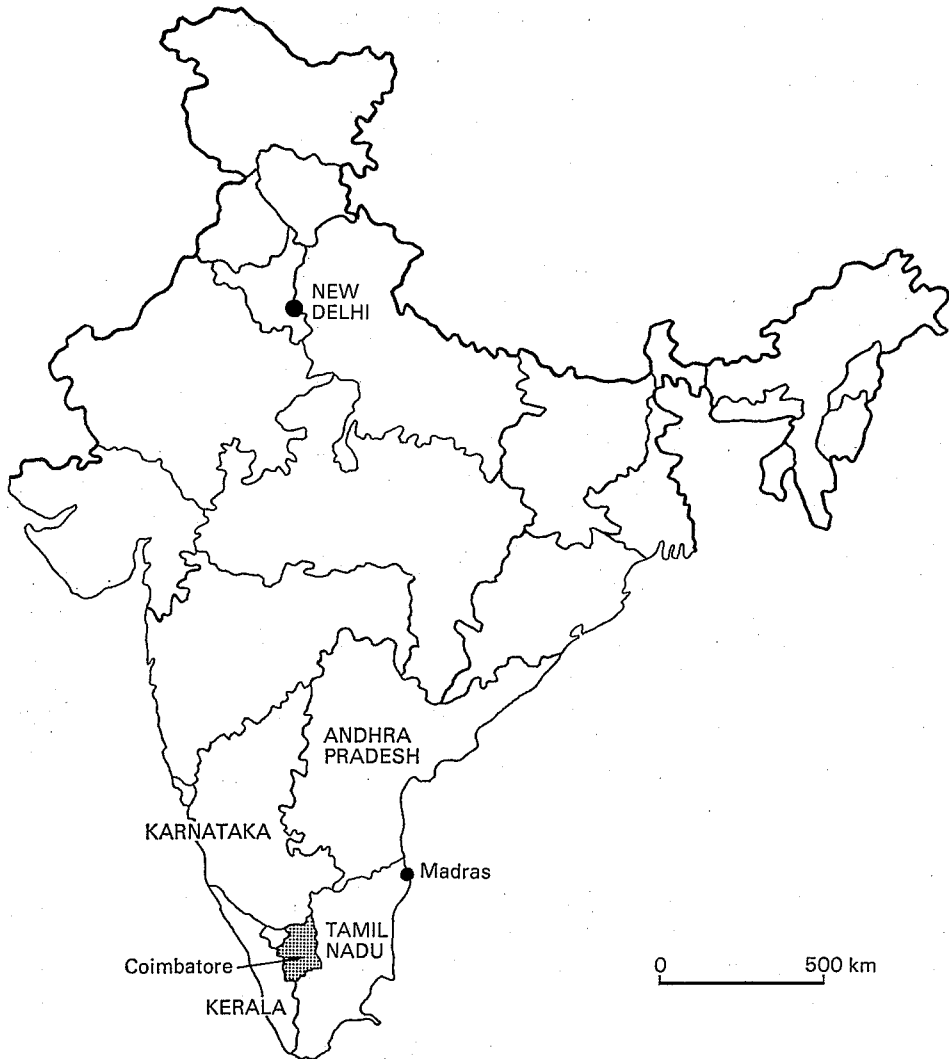 NEW
DELHI
ANDHRA
PRADESH
KARNATAKA
Madras
TAMIL
NADU
Coimbatore
0 500 km
KERALA